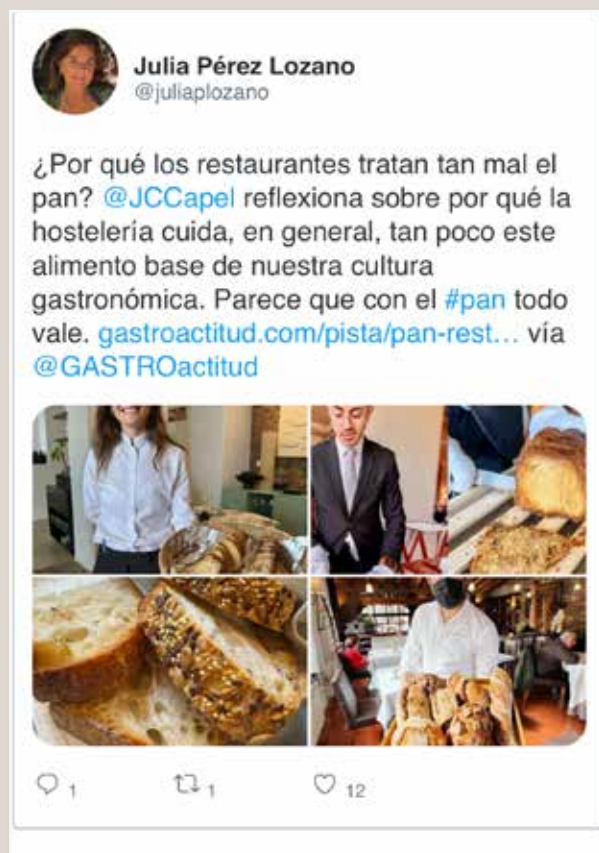 Julia Pérez Lozano
@juliaplozano
¿Por qué los restaurantes tratan tan mal el
pan? @JCCapel reflexiona sobre por qué la
hostelería cuida, en general, tan poco este
alimento base de nuestra cultura
gastronómica. Parece que con el #pan todo
vale. gastroactitud.com/pista/pan-rest... vía
@GASTROactitud
1 1 12